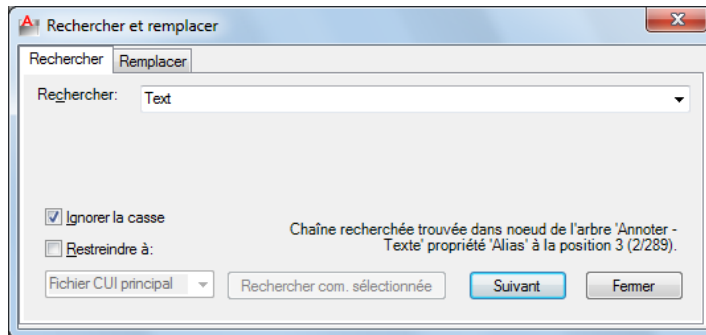 Rechercher et remplacer
Rechercher Remplacer
Rechercher: Text
Ignorer la casse
Chaîne recherchée trouvée dans noeud de l'arbre 'Annoter -
Restreindre à:
Texte' propriété 'Alias' à la position 3 (2/289).
Fichier CUI principal Rechercher com. sélectionnée Suivant Fermer